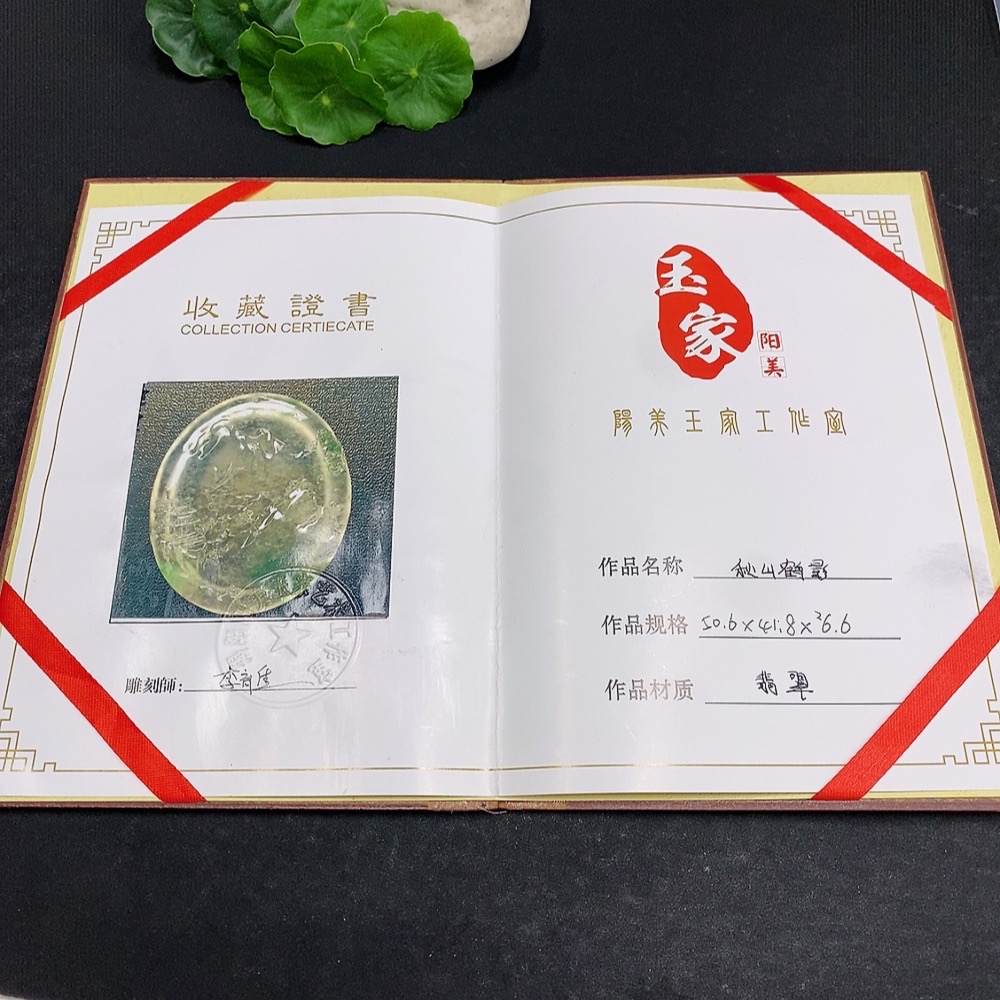 收藏證書
COLLECTION CERTIECATE
雕刻師:
玉家
阳美
陽美王家工作室
作品名称 秋山鹤影
作品规格 50.6×41.8×26.6
作品材质 翡翠